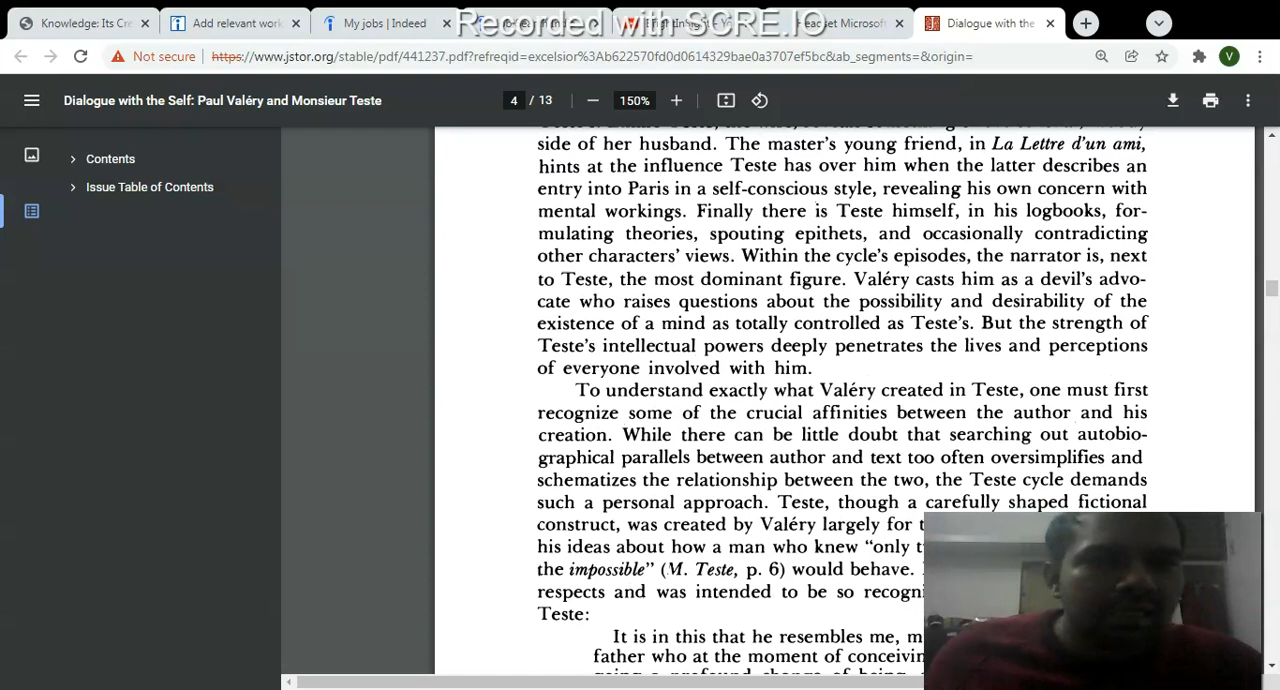 Knowledge: Its Cre
Add relevant work
My jobs | Indeed
Headset Microsoft
Dialogue with the
Recorded with SCRE.IO
Not secure
https://www.jstor.org/stable/pdf/441237.pdf?refreqid=excelsior%3Ab622570fd0d0614329bae0a3707ef5bc&ab_segments=&origin=
V
Dialogue with the Self: Paul Valéry and Monsieur Teste
4 / 13
150%
Contents
Issue Table of Contents
side of her husband. The master's young friend, in La Lettre d'un ami,
hints at the influence Teste has over him when the latter describes an
entry into Paris in a self-conscious style, revealing his own concern with
mental workings. Finally there is Teste himself, in his logbooks, for-
mulating theories, spouting epithets, and occasionally contradicting
other characters' views. Within the cycle's episodes, the narrator is, next
to Teste, the most dominant figure. Valéry casts him as a devil's advo-
cate who raises questions about the possibility and desirability of the
existence of a mind as totally controlled as Teste's. But the strength of
Teste's intellectual powers deeply penetrates the lives and perceptions
of everyone involved with him.
To understand exactly what Valéry created in Teste, one must first
recognize some of the crucial affinities between the author and his
creation. While there can be little doubt that searching out autobio-
graphical parallels between author and text too often oversimplifies and
schematizes the relationship between the two, the Teste cycle demands
such a personal approach. Teste, though a carefully shaped fictional
construct, was created by Valéry largely for
his ideas about how a man who knew "only
the impossible" (M. Teste, p. 6) would behave.
respects and was intended to be so recogni
Teste:
It is in this that he resembles me,
father who at the moment of conceivin